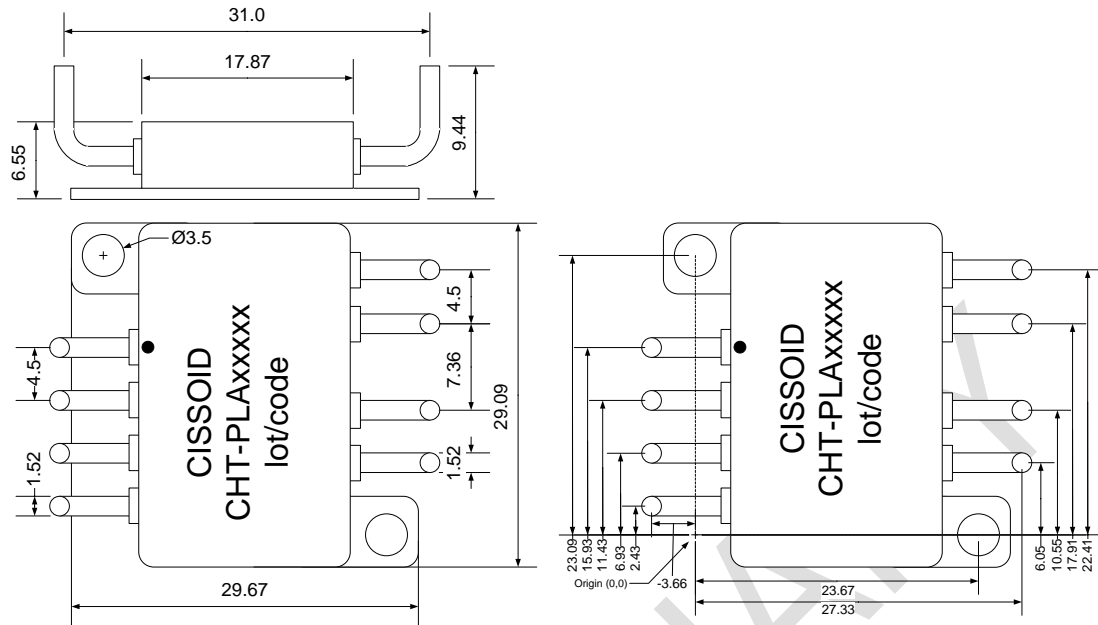 31.0
17.87
6.55
9.44
Ø3.5
4.5
7.36
29.09
4.5
1.52
1.52
CISSOID
CHT-PLAxxxxx
lot/code
29.67
CISSOID
CHT-PLAxxxxx
lot/code
23.09
15.93
11.43
6.93
2.43
-3.66
Origin (0,0)
23.67
27.33
6.05
10.55
17.91
22.41